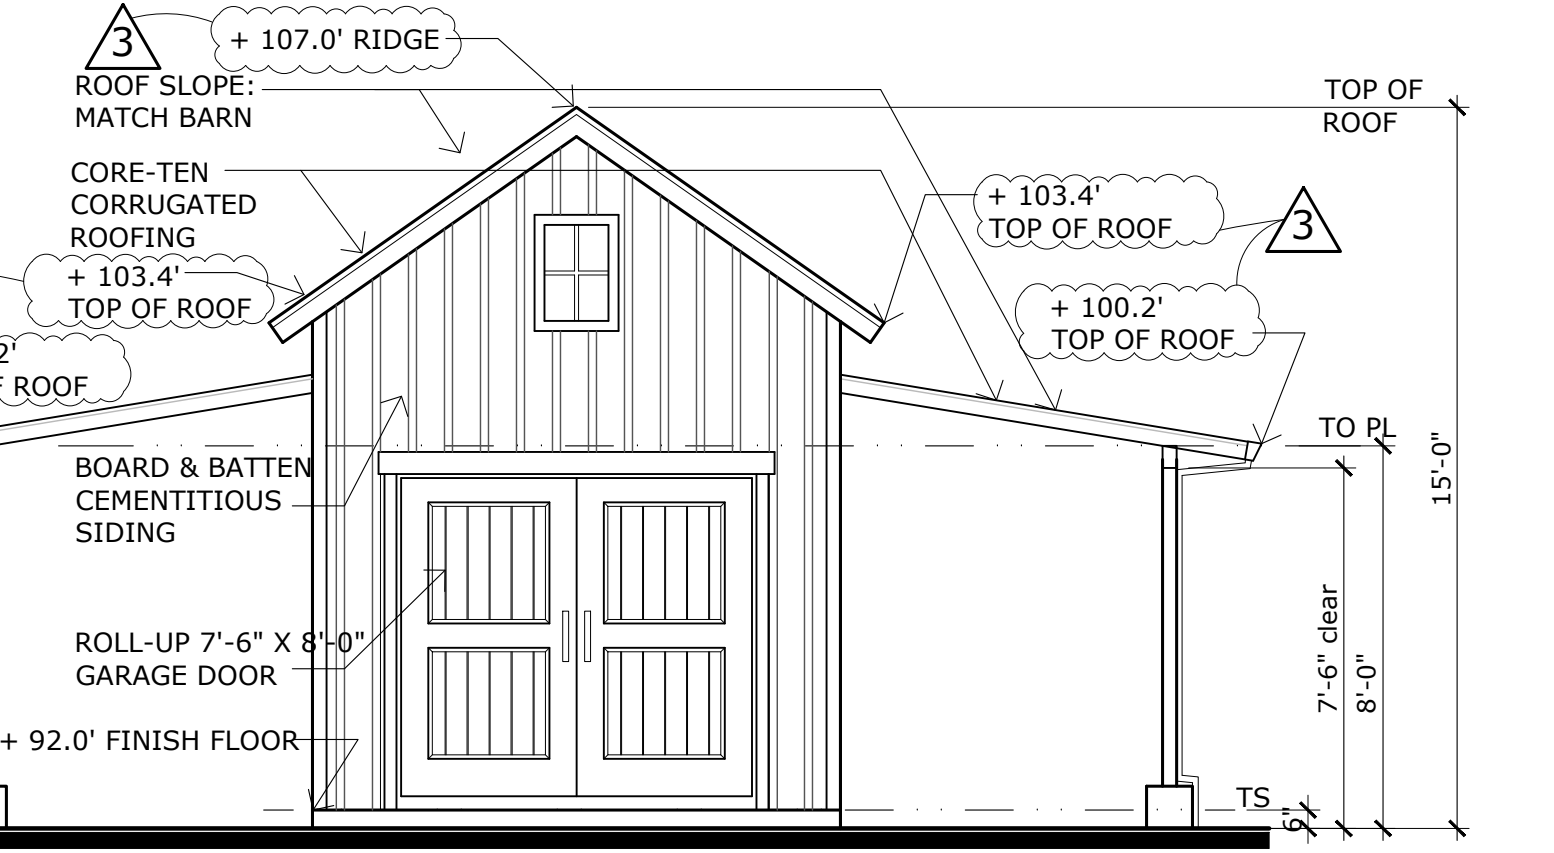 3
+ 107.0' RIDGE
ROOF SLOPE:
MATCH BARN
TOP OF
ROOF
CORE-TEN
CORRUGATED
ROOFING
+ 103.4'
TOP OF ROOF
3
+ 103.4'
TOP OF ROOF
+ 100.2'
TOP OF ROOF
2'
ROOF
TO PL
BOARD & BATTEN
CEMENTITIOUS
SIDING
15'-0"
7'-6" clear
8'-0"
ROLL-UP 7'-6" X 8'-0"
GARAGE DOOR
+ 92.0' FINISH FLOOR
TS
6"